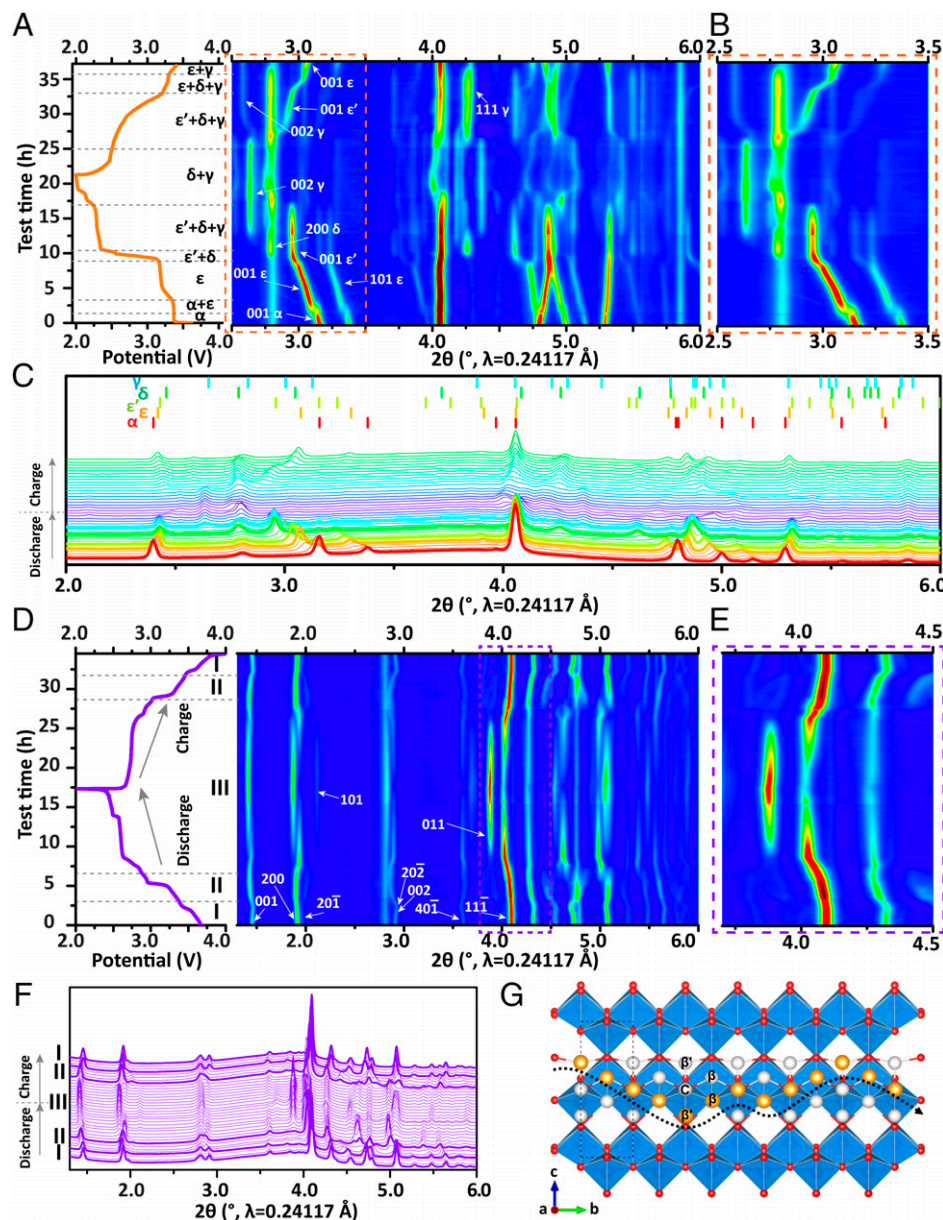 A
B
2.0 3.0 4.0
3.0 4.0 5.0 6.0
2.5 3.0 3.5
Test time (h)
35
30
25
20
15
10
5
0
ε+γ
ε+δ+γ
ε'+δ+γ
δ+γ
ε'+δ+γ
ε'+δ
ε
α+ε
α
001 ε
001 ε'
002 γ
111 γ
002 γ
200 δ
001 ε'
001 ε
101 ε
001 α
2.0 3.0 4.0
3.0 4.0 5.0 6.0
2.5 3.0 3.5
Potential (V)
2θ (°, λ=0.24117 Å)
C
γ
δ
ε'
ε
α
Charge
Discharge
2.0 3.0 4.0 5.0 6.0
2θ (°, λ=0.24117 Å)
D
E
2.0 3.0 4.0
2.0 3.0 4.0 5.0 6.0
4.0 4.5
Test time (h)
30
25
20
15
10
5
0
I
II
III
II
I
Charge
Discharge
101
011
200
001
201̅
202̅
002
401̅
111̅
2.0 3.0 4.0
2.0 3.0 4.0 5.0 6.0
4.0 4.5
Potential (V)
2θ (°, λ=0.24117 Å)
F
G
I
II
III
II
I
Charge
Discharge
2.0 3.0 4.0 5.0 6.0
2θ (°, λ=0.24117 Å)
β'
β
C
β
β'
c
a
b